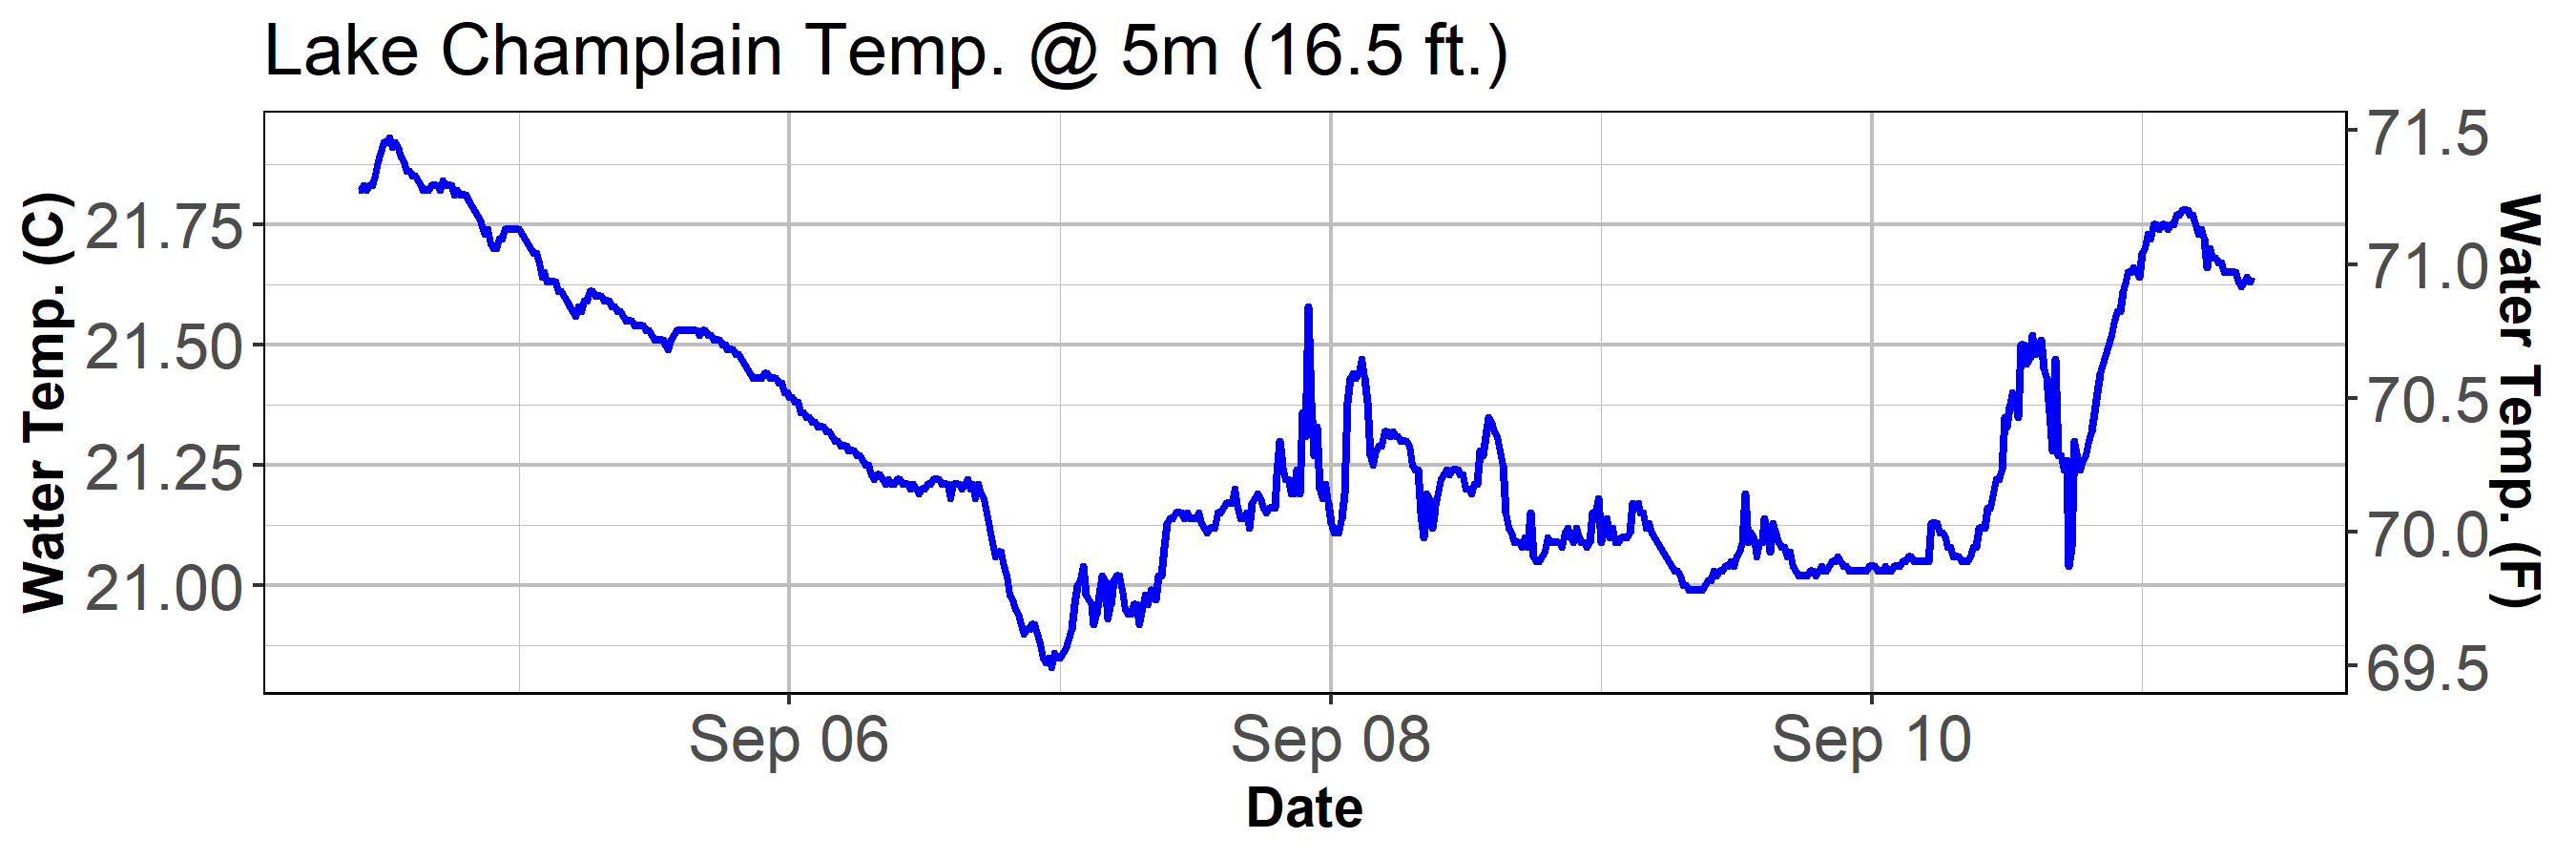 Lake Champlain Temp. @ 5m (16.5 ft.)
Water Temp. (C)
21.75
21.50
21.25
21.00
71.5
71.0
70.5
70.0
69.5
Water Temp. (F)
Sep 06 Sep 08 Sep 10
Date